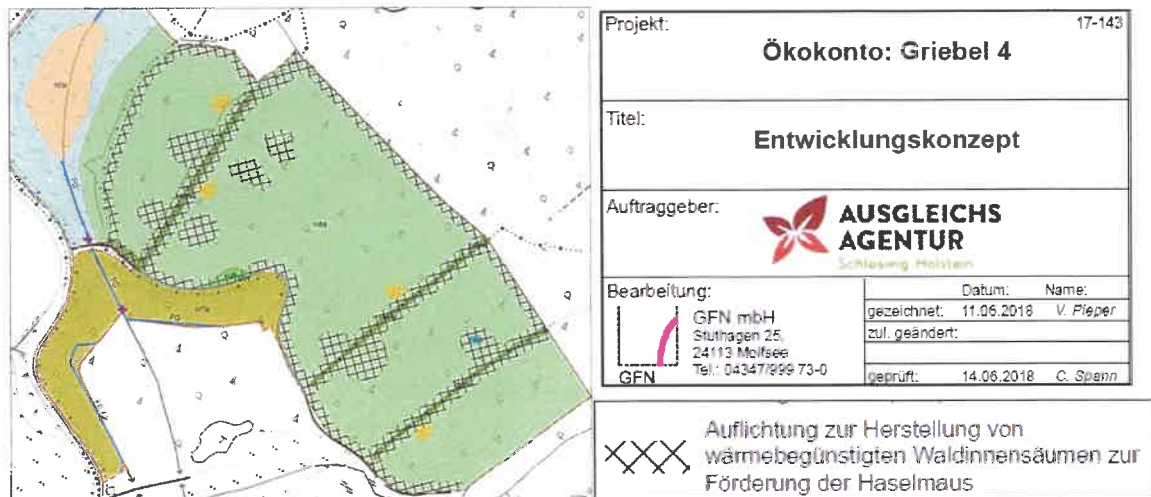 Projekt:
17-143
Ökokonto: Griebel 4
Titel:
Entwicklungskonzept
Auftraggeber:
AUSGLEICHS
AGENTUR
Schleswig Holstein
Bearbeitung:
GFN
GFN mbH
Stuthagen 25,
24113 Molfsee
Tel.: 04347/999 73-0
Datum: Name:
gezeichnet: 11.06.2018 V. Pieper
zul. geändert:
geprüft: 14.06.2018 C. Spann
Auflichtung zur Herstellung von
wärmebegünstigten Waldinnensäumen zur
Förderung der Haselmaus